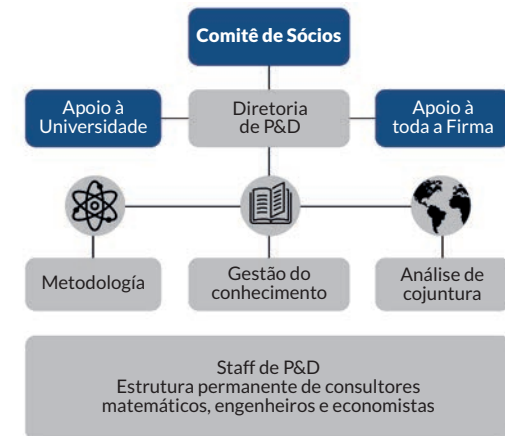 Comitê de Sócios
Apoio à
Universidade
Diretoria
de P&D
Apoio à
toda a Firma
Metodología
Gestão do
conhecimento
Análise de
cojuntura
Staff de P&D
Estrutura permanente de consultores
matemáticos, engenheiros e economistas